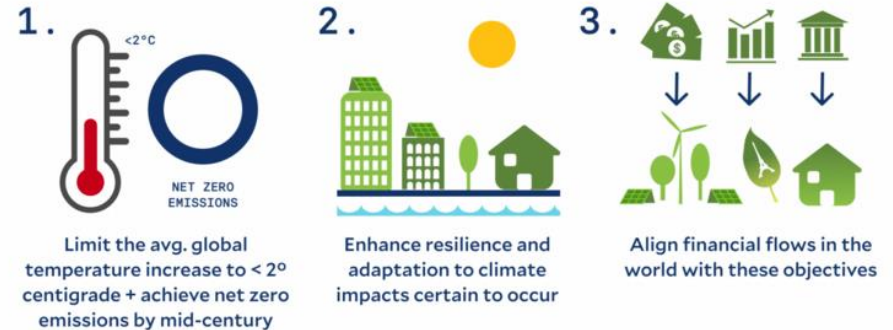 1.
<2°C
NET ZERO
EMISSIONS
Limit the avg. global
temperature increase to < 2º
centigrade + achieve net zero
emissions by mid-century
2.
Enhance resilience and
adaptation to climate
impacts certain to occur
3.
$
Align financial flows in the
world with these objectives